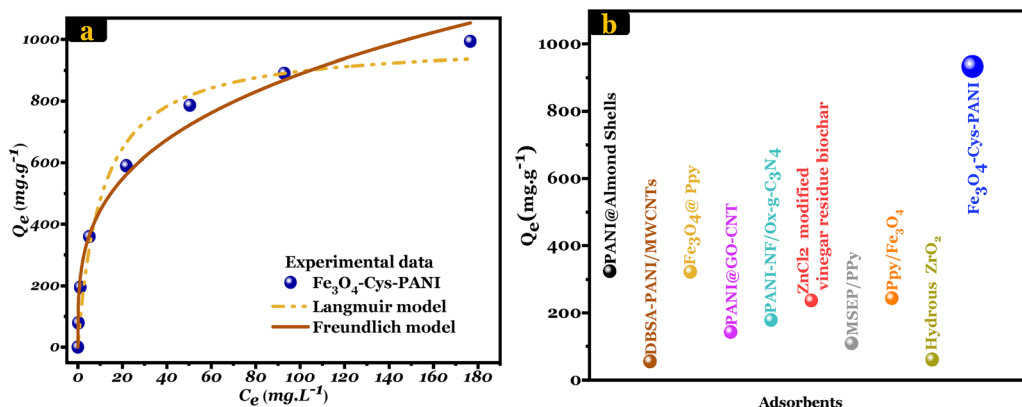 a
1000
800
600
400
200
0
Qe (mg.g-1)
Experimental data
Fe3O4-Cys-PANI
Langmuir model
Freundlich model
0 20 40 60 80 100 120 140 160 180
Ce (mg.L-1)
b
1000
800
600
400
200
0
Qe(mg.g-1)
PANI@Almond Shells
DBSA-PANI/MWCNTs
Fe3O4@ Ppy
PANI@GO-CNT
PANI-NF/Ox-g-C3N4
ZnCl2 modified
vinegar residue biochar
MSEP/PPy
Ppy/Fe3O4
Hydrous ZrO2
Fe3O4-Cys-PANI
Adsorbents